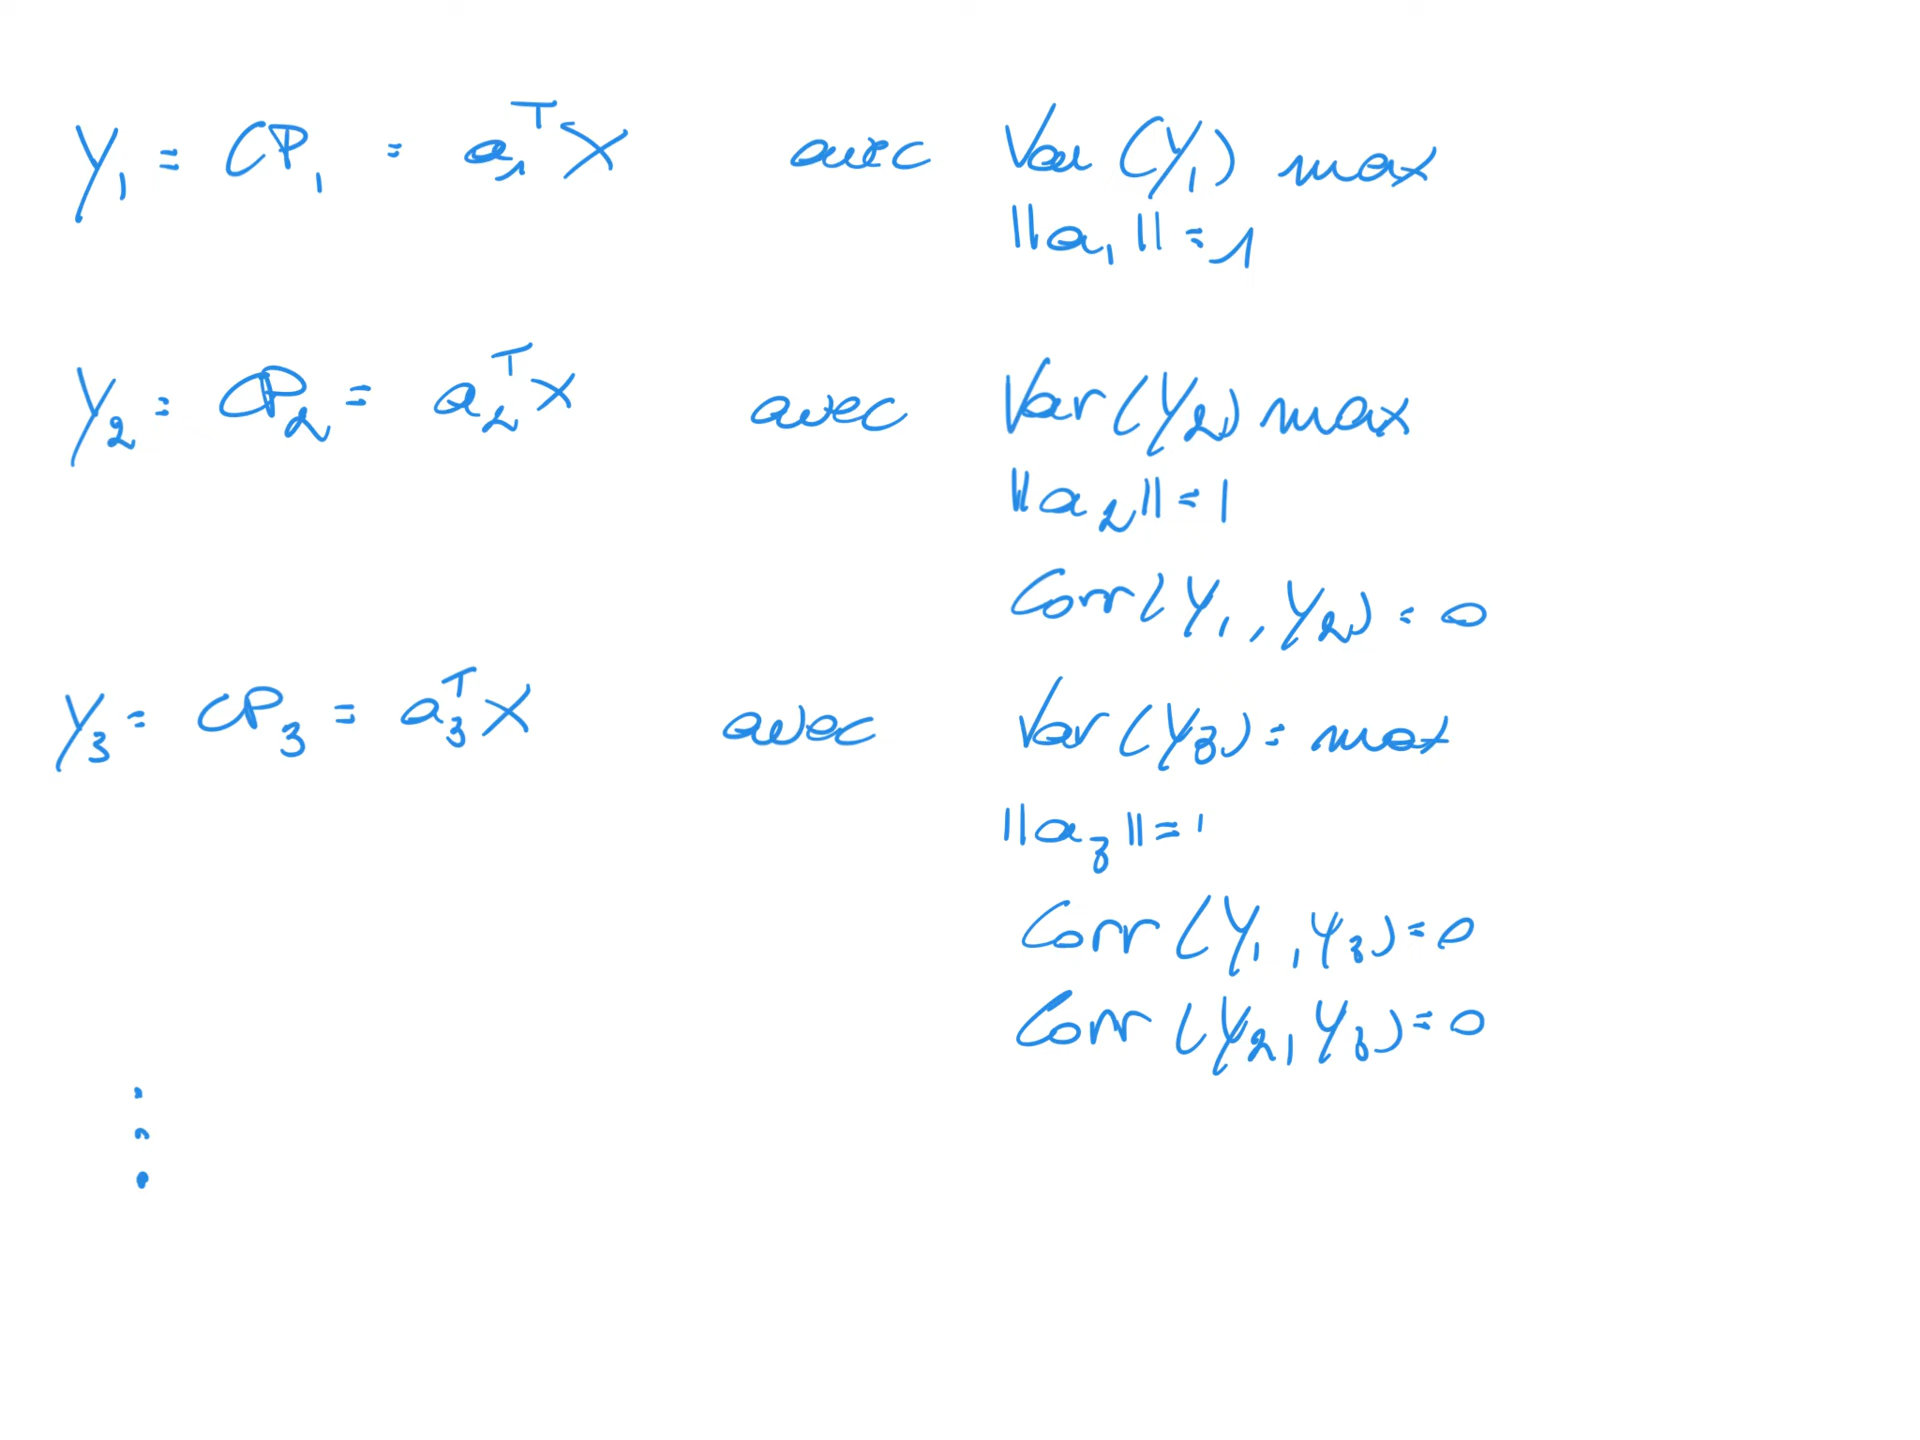 Y₁ = CP₁ = a₁ᵀX avec Var(Y₁) max
||a₁|| = 1
Y₂ = CP₂ = a₂ᵀX avec Var(Y₂) max
||a₂|| = 1
Corr(Y₁, Y₂) = 0
Y₃ = CP₃ = a₃ᵀX avec Var(Y₃) = max
||a₃|| = 1
Corr(Y₁, Y₃) = 0
Corr(Y₂, Y₃) = 0
⋮